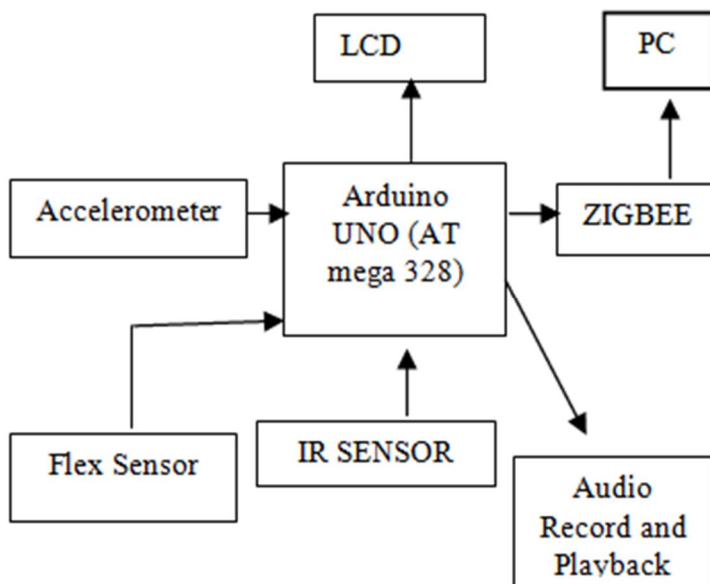 LCD
PC
Accelerometer
Arduino
UNO (AT
mega 328)
ZIGBEE
Flex Sensor
IR SENSOR
Audio
Record and
Playback